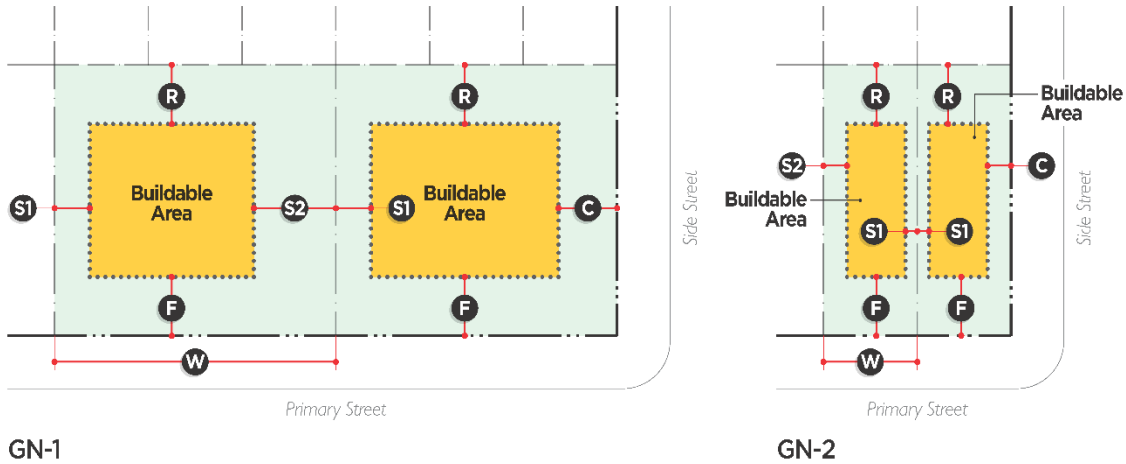 R
R
Buildable
Area
Buildable
Area
S1
S2
S1
C
F
F
W
Side Street
Primary Street
GN-1
R
R
Buildable
Area
S2
C
Buildable
Area
S1
S1
F
F
W
Side Street
Primary Street
GN-2